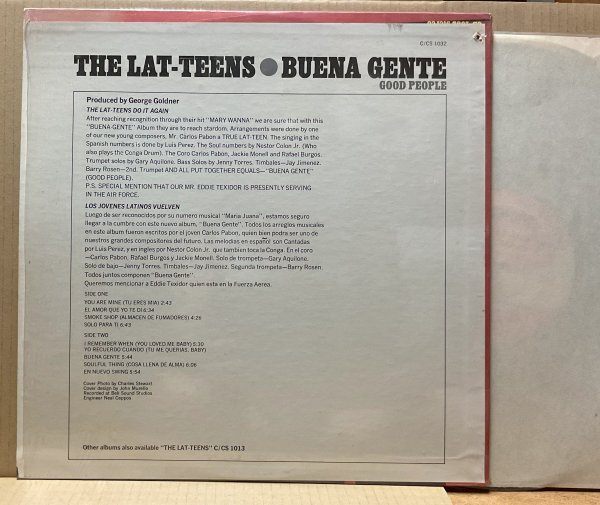 C/CS 1032
THE LAT-TEENS ● BUENA GENTE
GOOD PEOPLE
Produced by George Goldner
THE LAT-TEENS DO IT AGAIN
After reaching recognition through their hit "MARY WANNA" we are sure that with this
"BUENA GENTE" Album they are to reach stardom. Arrangements were done by one
of our new young composers. Mr. Carlos Pabon a TRUE LAT-TEEN. The singing in the
Spanish numbers is done by Luis Perez. The Soul numbers by Nestor Colon Jr. (Who
also plays the Conga Drum). The Coro Carlos Pabon, Jackie Monell and Rafael Burgos.
Trumpet solos by Gary Aquilone. Bass Solos by Jenny Torres. Timbales—Jay Jimenez.
Barry Rosen—2nd. Trumpet AND ALL PUT TOGETHER EQUALS—"BUENA GENTE"
(GOOD PEOPLE).
P.S. SPECIAL MENTION THAT OUR MR. EDDIE TEXIDOR IS PRESENTLY SERVING
IN THE AIR FORCE.
LOS JOVENES LATINOS VUELVEN
Luego de ser reconocidos por su numero musical "Maria Juana", estamos seguro
llegar a la cumbre con este nuevo album, "Buena Gente". Todos los arreglos musicales
en este album fueron escritos por el joven Carlos Pabon, quien bien podra ser uno de
nuestros grandes compositores del futuro. Las melodias en español son Cantadas
por Luis Perez, y en ingles por Nestor Colon Jr. que tambien toca la Conga. En el coro
—Carlos Pabon, Rafael Burgos y Jackie Monell. Solo de trompeta—Gary Aquilone.
Solo de bajo—Jenny Torres. Timbales—Jay Jimenez. Segunda trompeta—Barry Rosen.
Todos juntos componen "Buena Gente".
Queremos mencionar a Eddie Texidor quien esta en la Fuerza Aerea.
SIDE ONE
YOU ARE MINE (TU ERES MIA) 2:43
EL AMOR QUE YO TE DI 6:34
SMOKE SHOP (ALMACEN DE FUMADORES) 4:26
SOLO PARA TI 6:43
SIDE TWO
I REMEMBER WHEN (YOU LOVED ME BABY) 5:30
YO RECUERDO CUANDO (TU ME QUERIAS, BABY)
BUENA GENTE 5:44
SOULFUL THING (COSA LLENA DE ALMA) 6:06
EN NUEVO SWING 5:54
Cover Photo by Charles Stewart
Cover design by John Murello
Recorded at Bell Sound Studios
Engineer Neal Ceppos
Other albums also available "THE LAT-TEENS" C/CS 1013